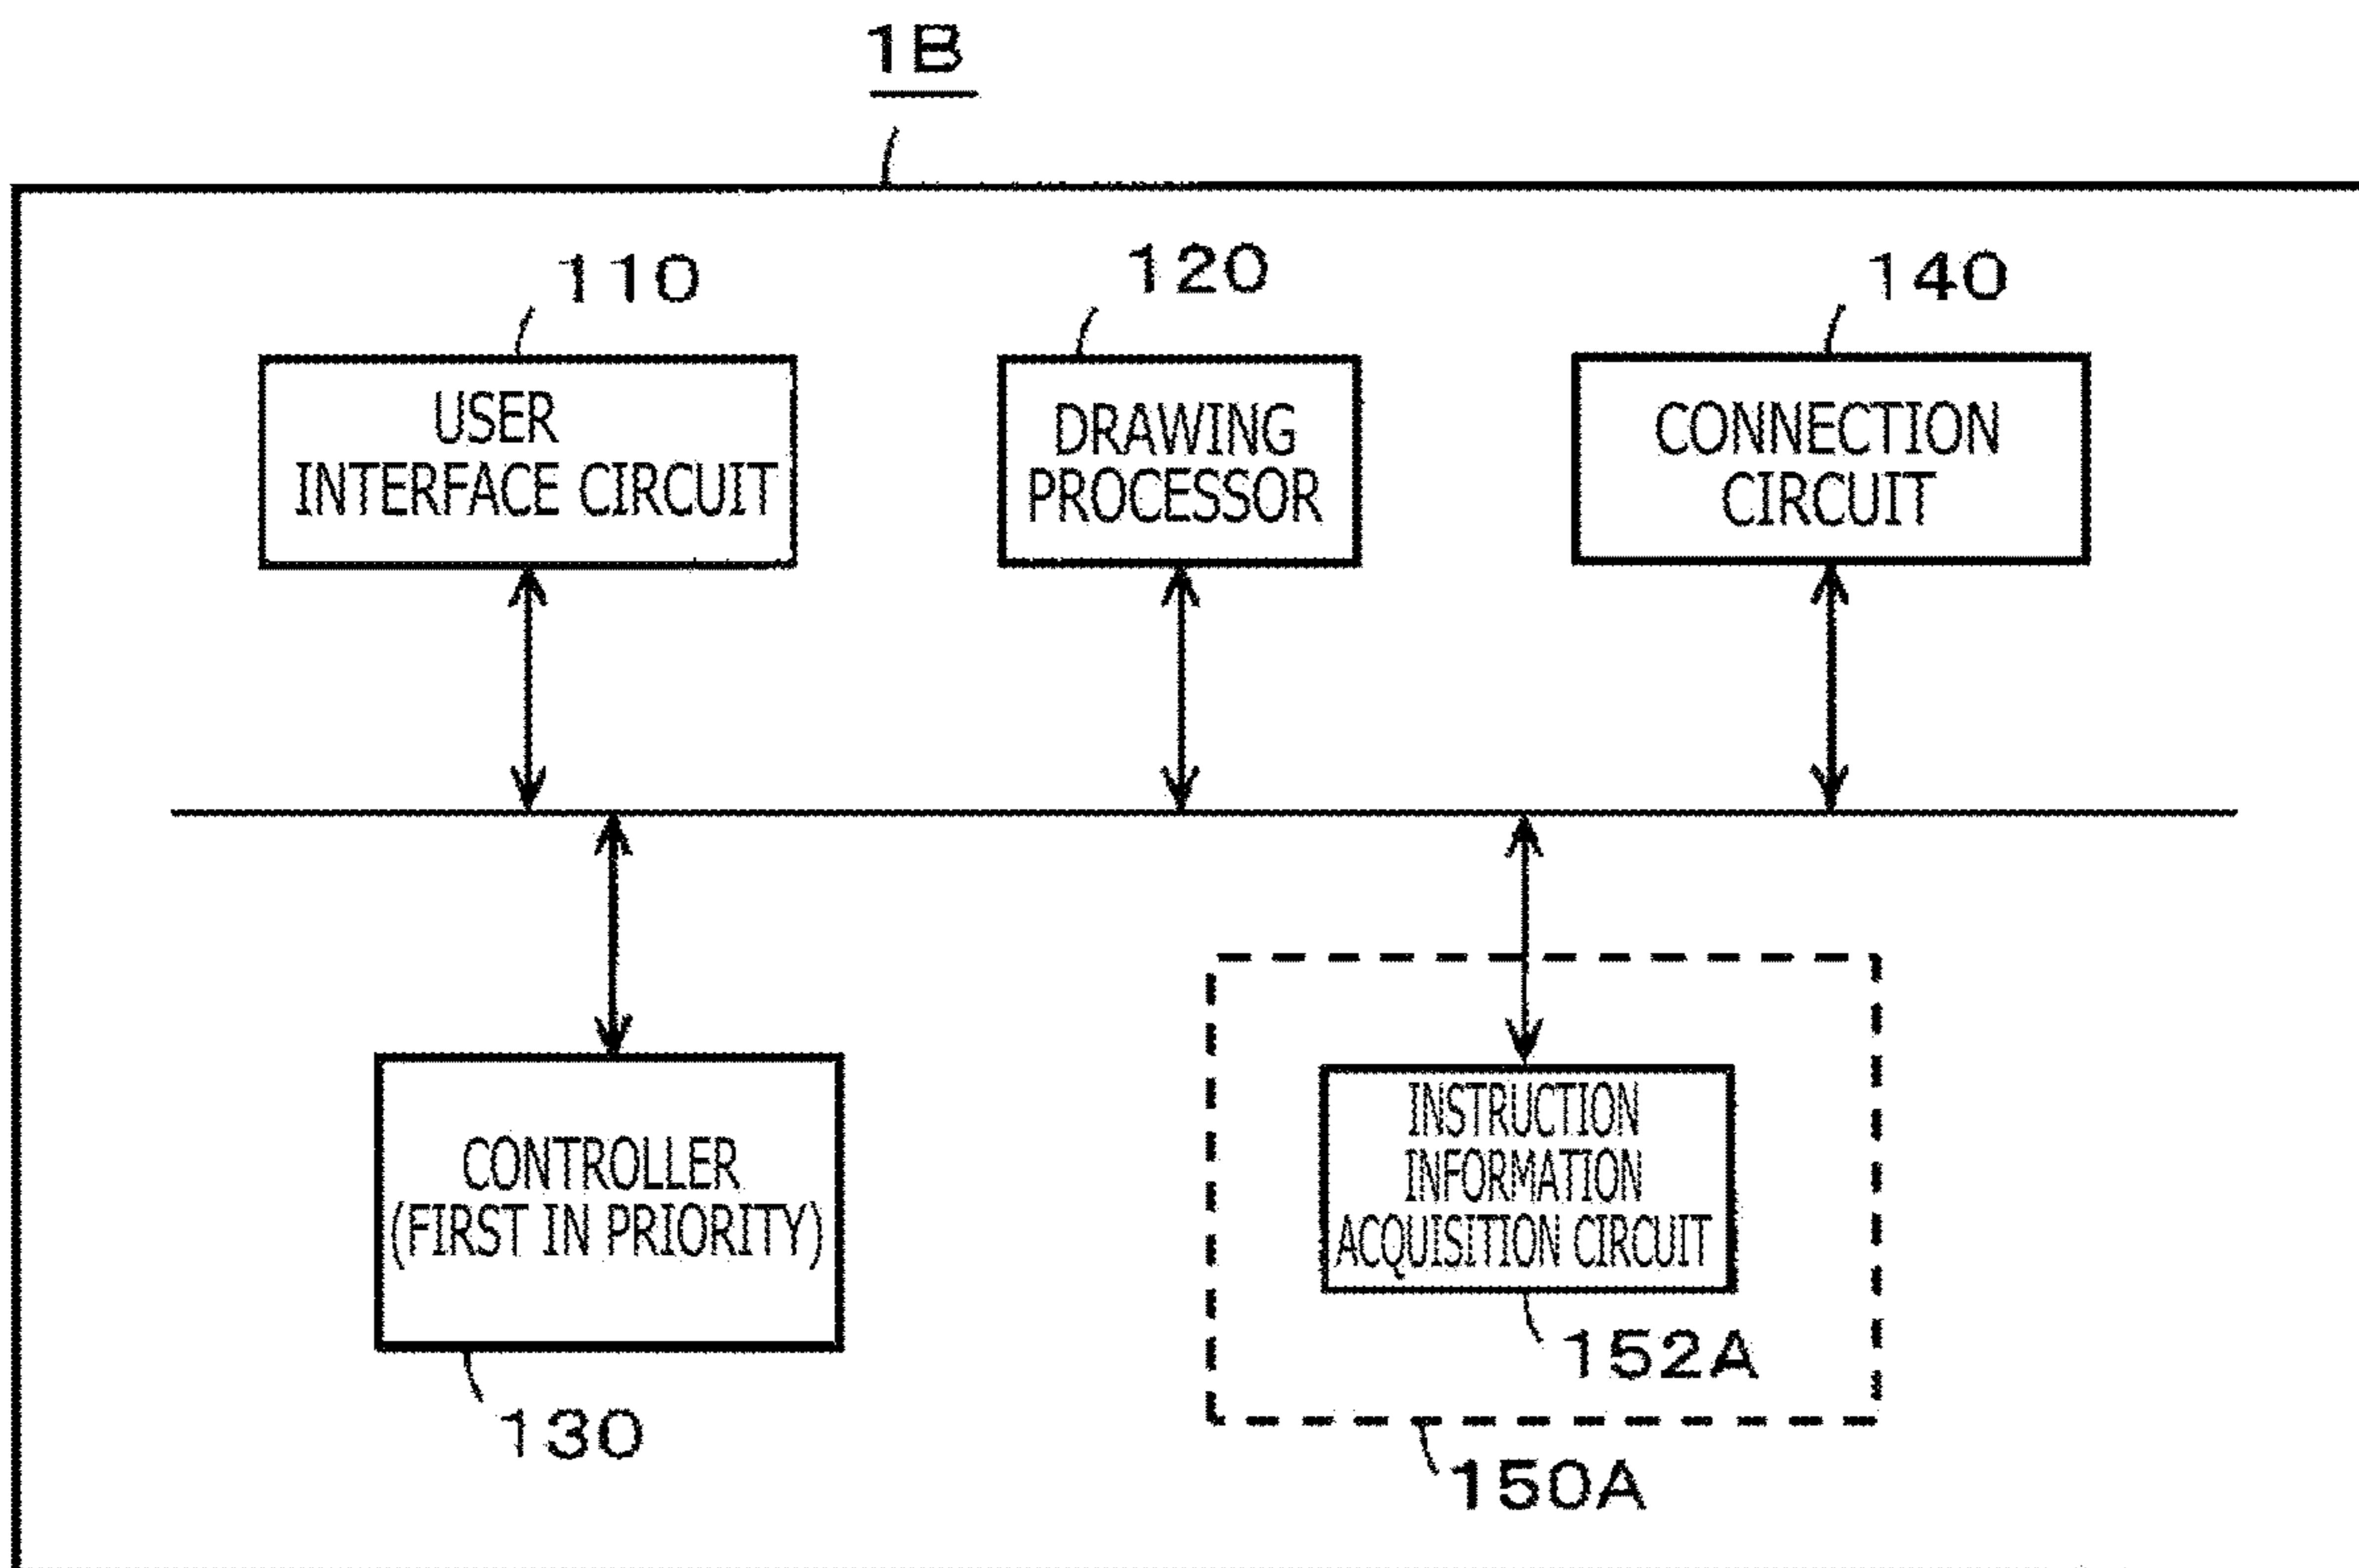 1B
110
120
140
USER
INTERFACE CIRCUIT
DRAWING
PROCESSOR
CONNECTION
CIRCUIT
CONTROLLER
(FIRST IN PRIORITY)
130
INSTRUCTION
INFORMATION
ACQUISITION CIRCUIT
152A
150A